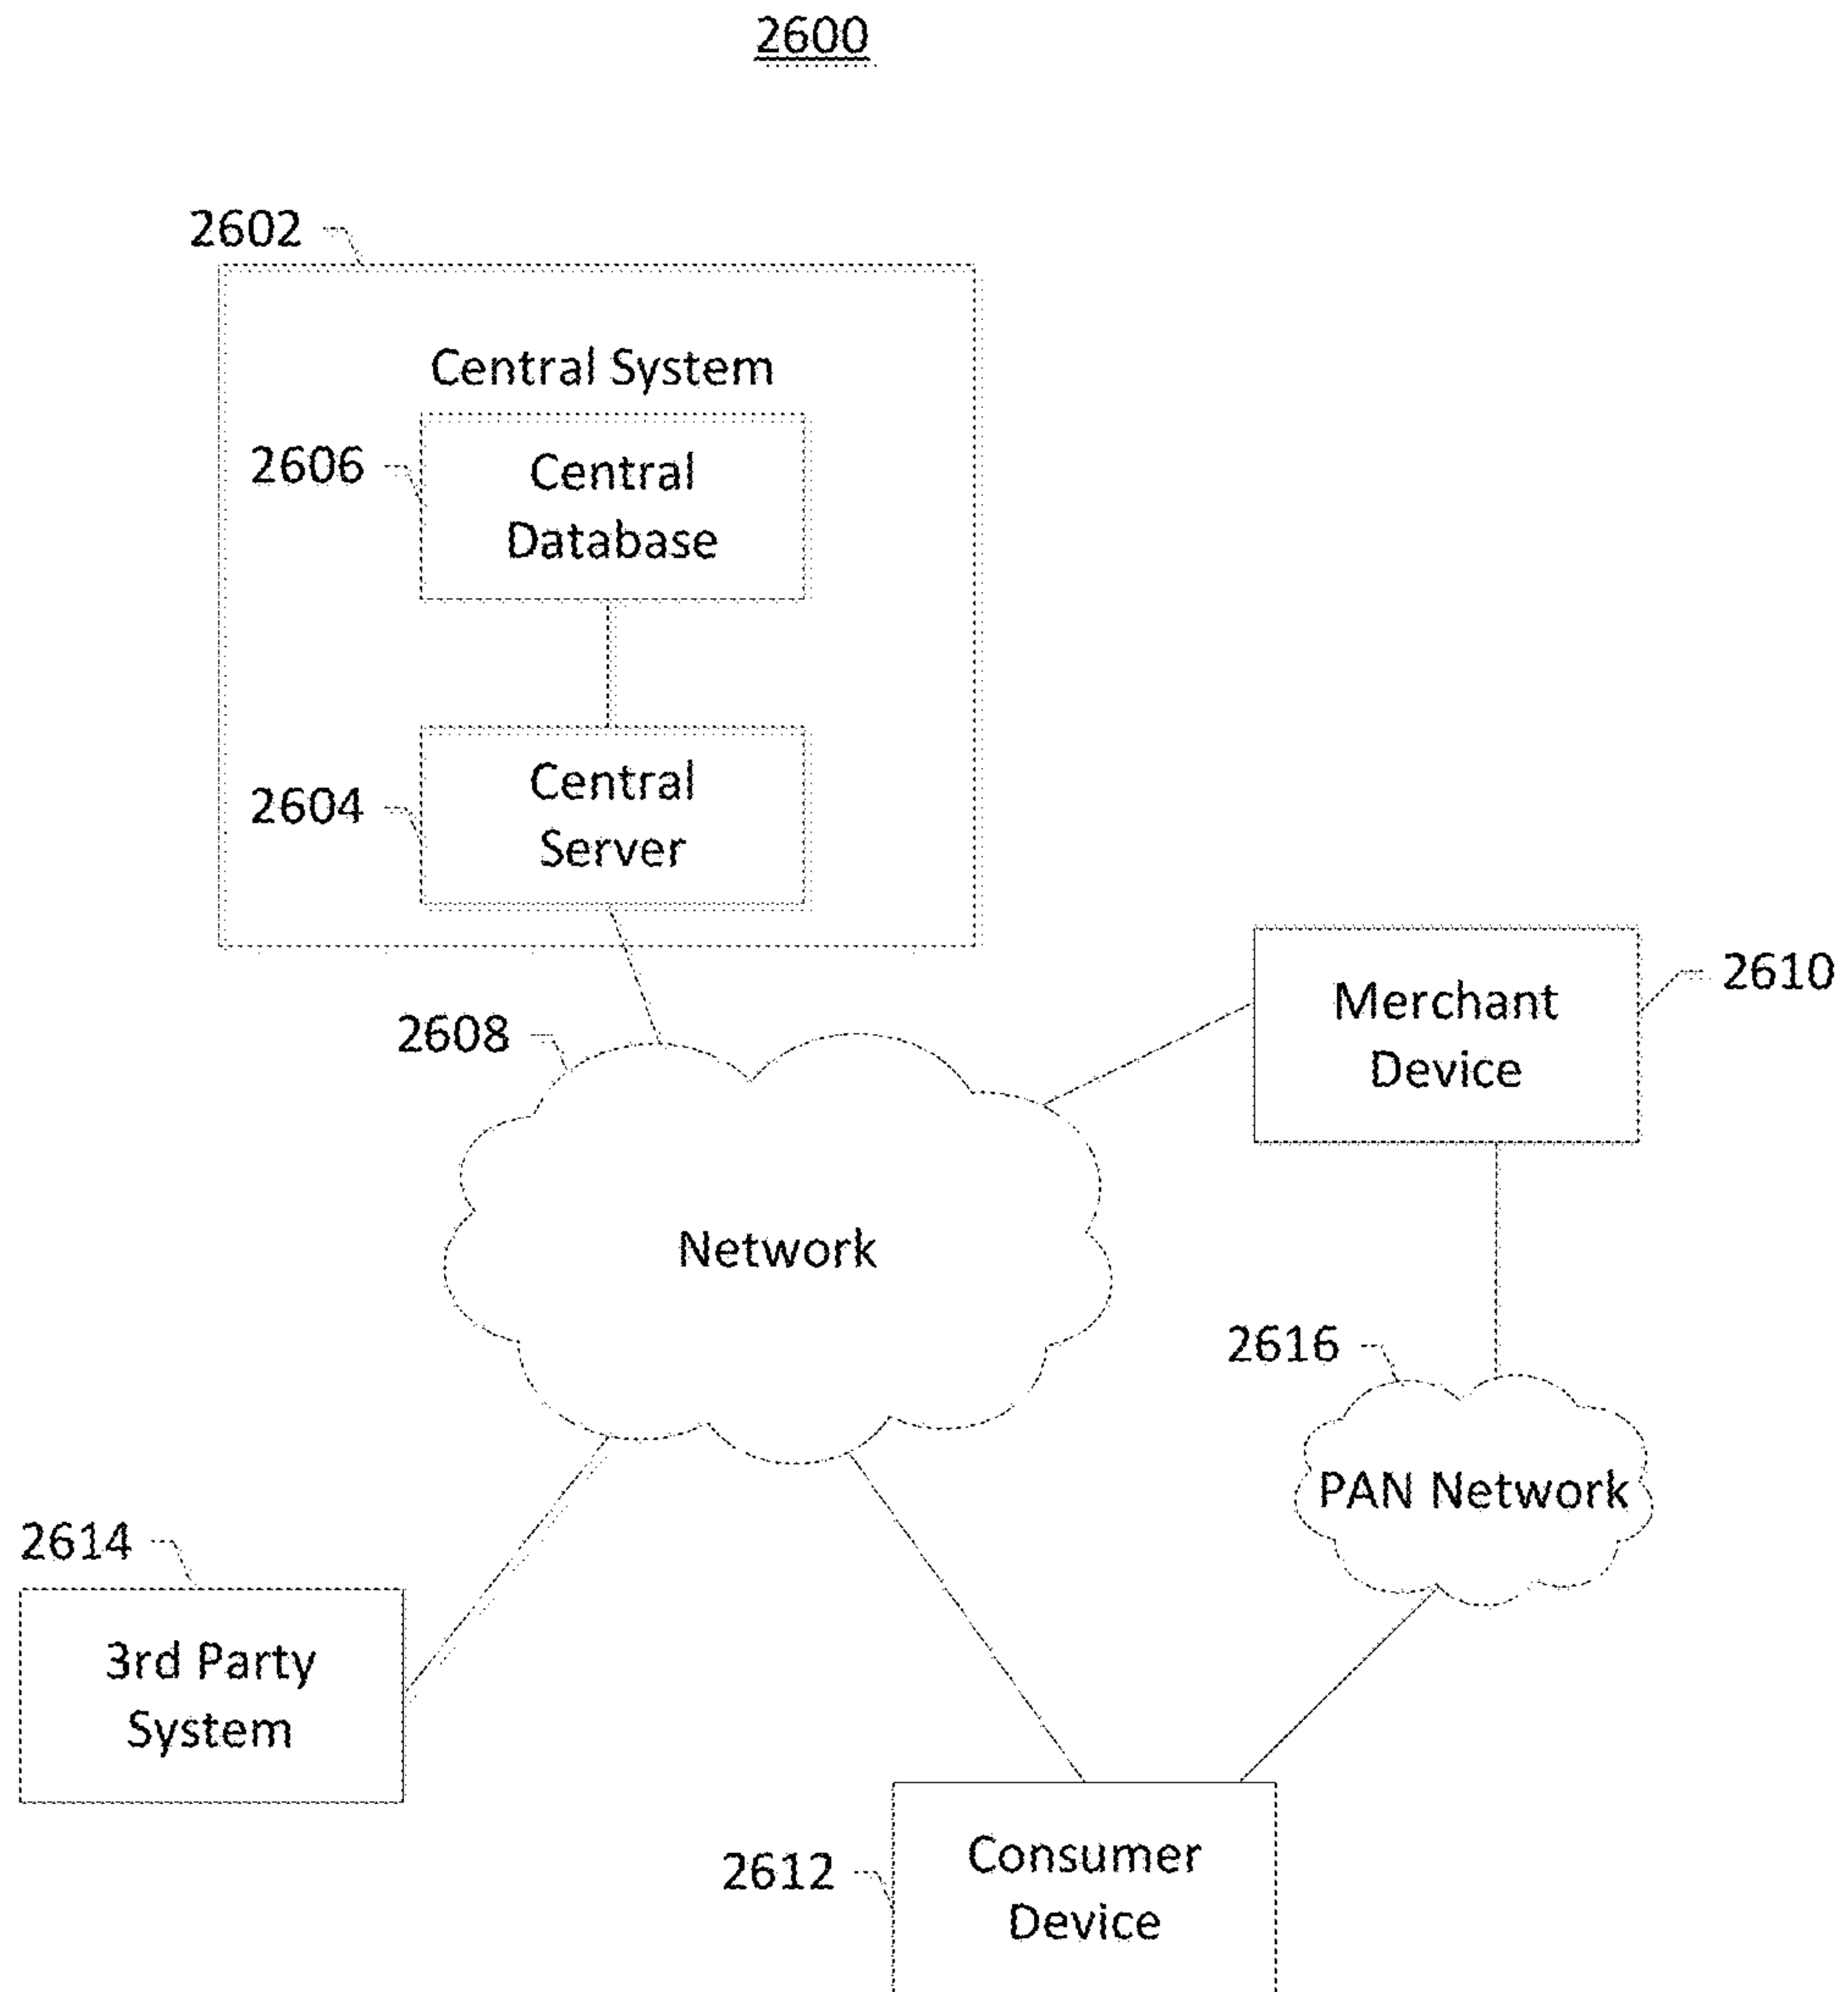 2600
2602
Central System
2606
Central
Database
2604
Central
Server
2610
Merchant
Device
2608
Network
2616
PAN Network
2614
3rd Party
System
2612
Consumer
Device